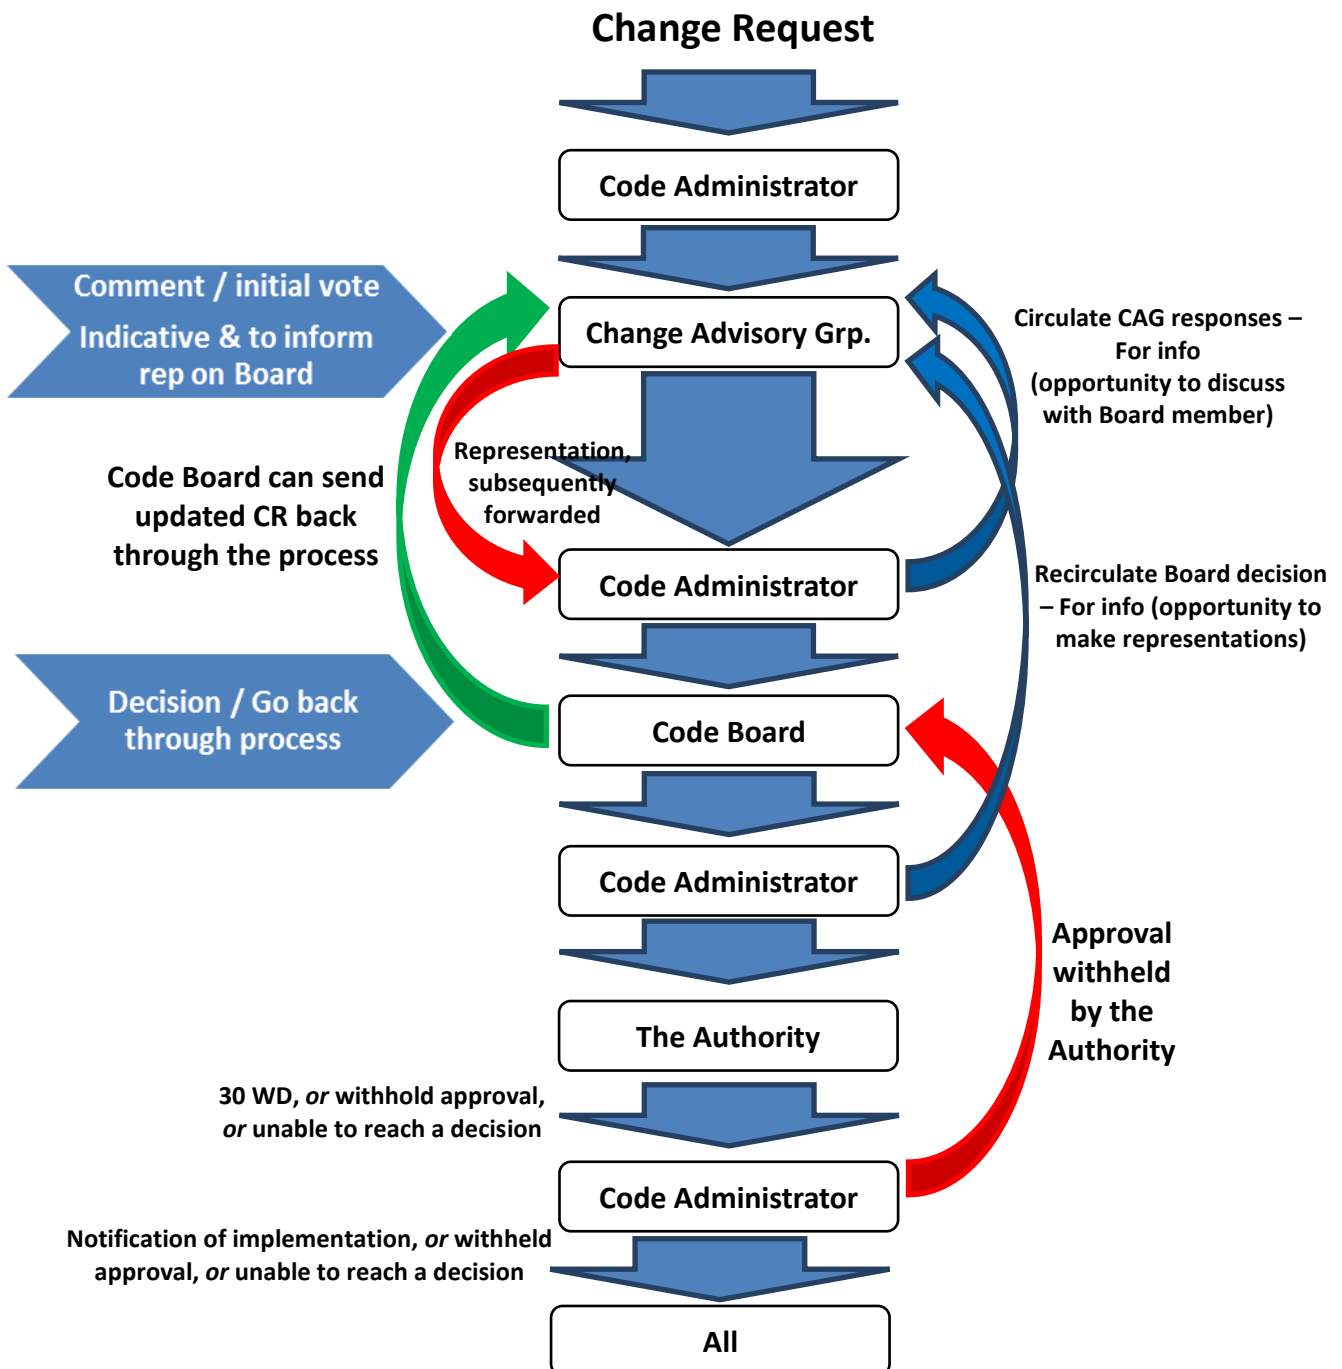 Change Request
Code Administrator
Comment / initial vote
Indicative & to inform
rep on Board
Change Advisory Grp.
Circulate CAG responses –
For info
(opportunity to discuss
with Board member)
Representation,
subsequently
forwarded
Code Board can send
updated CR back
through the process
Code Administrator
Recirculate Board decision
– For info (opportunity to
make representations)
Decision / Go back
through process
Code Board
Code Administrator
Approval
withheld
by the
Authority
The Authority
30 WD, or withhold approval,
or unable to reach a decision
Code Administrator
Notification of implementation, or withheld
approval, or unable to reach a decision
All